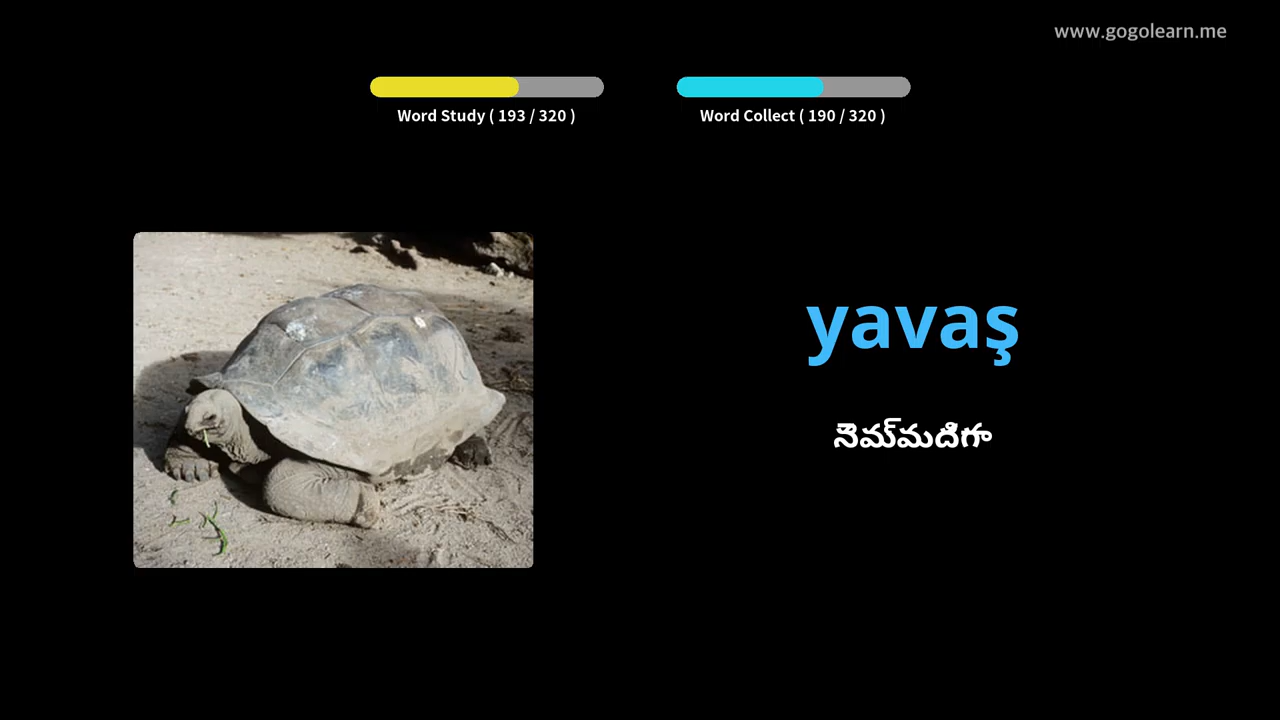 www.gogolearn.me
Word Study ( 193 / 320 )
Word Collect ( 190 / 320 )
yavaş
నెమ్మదిగా